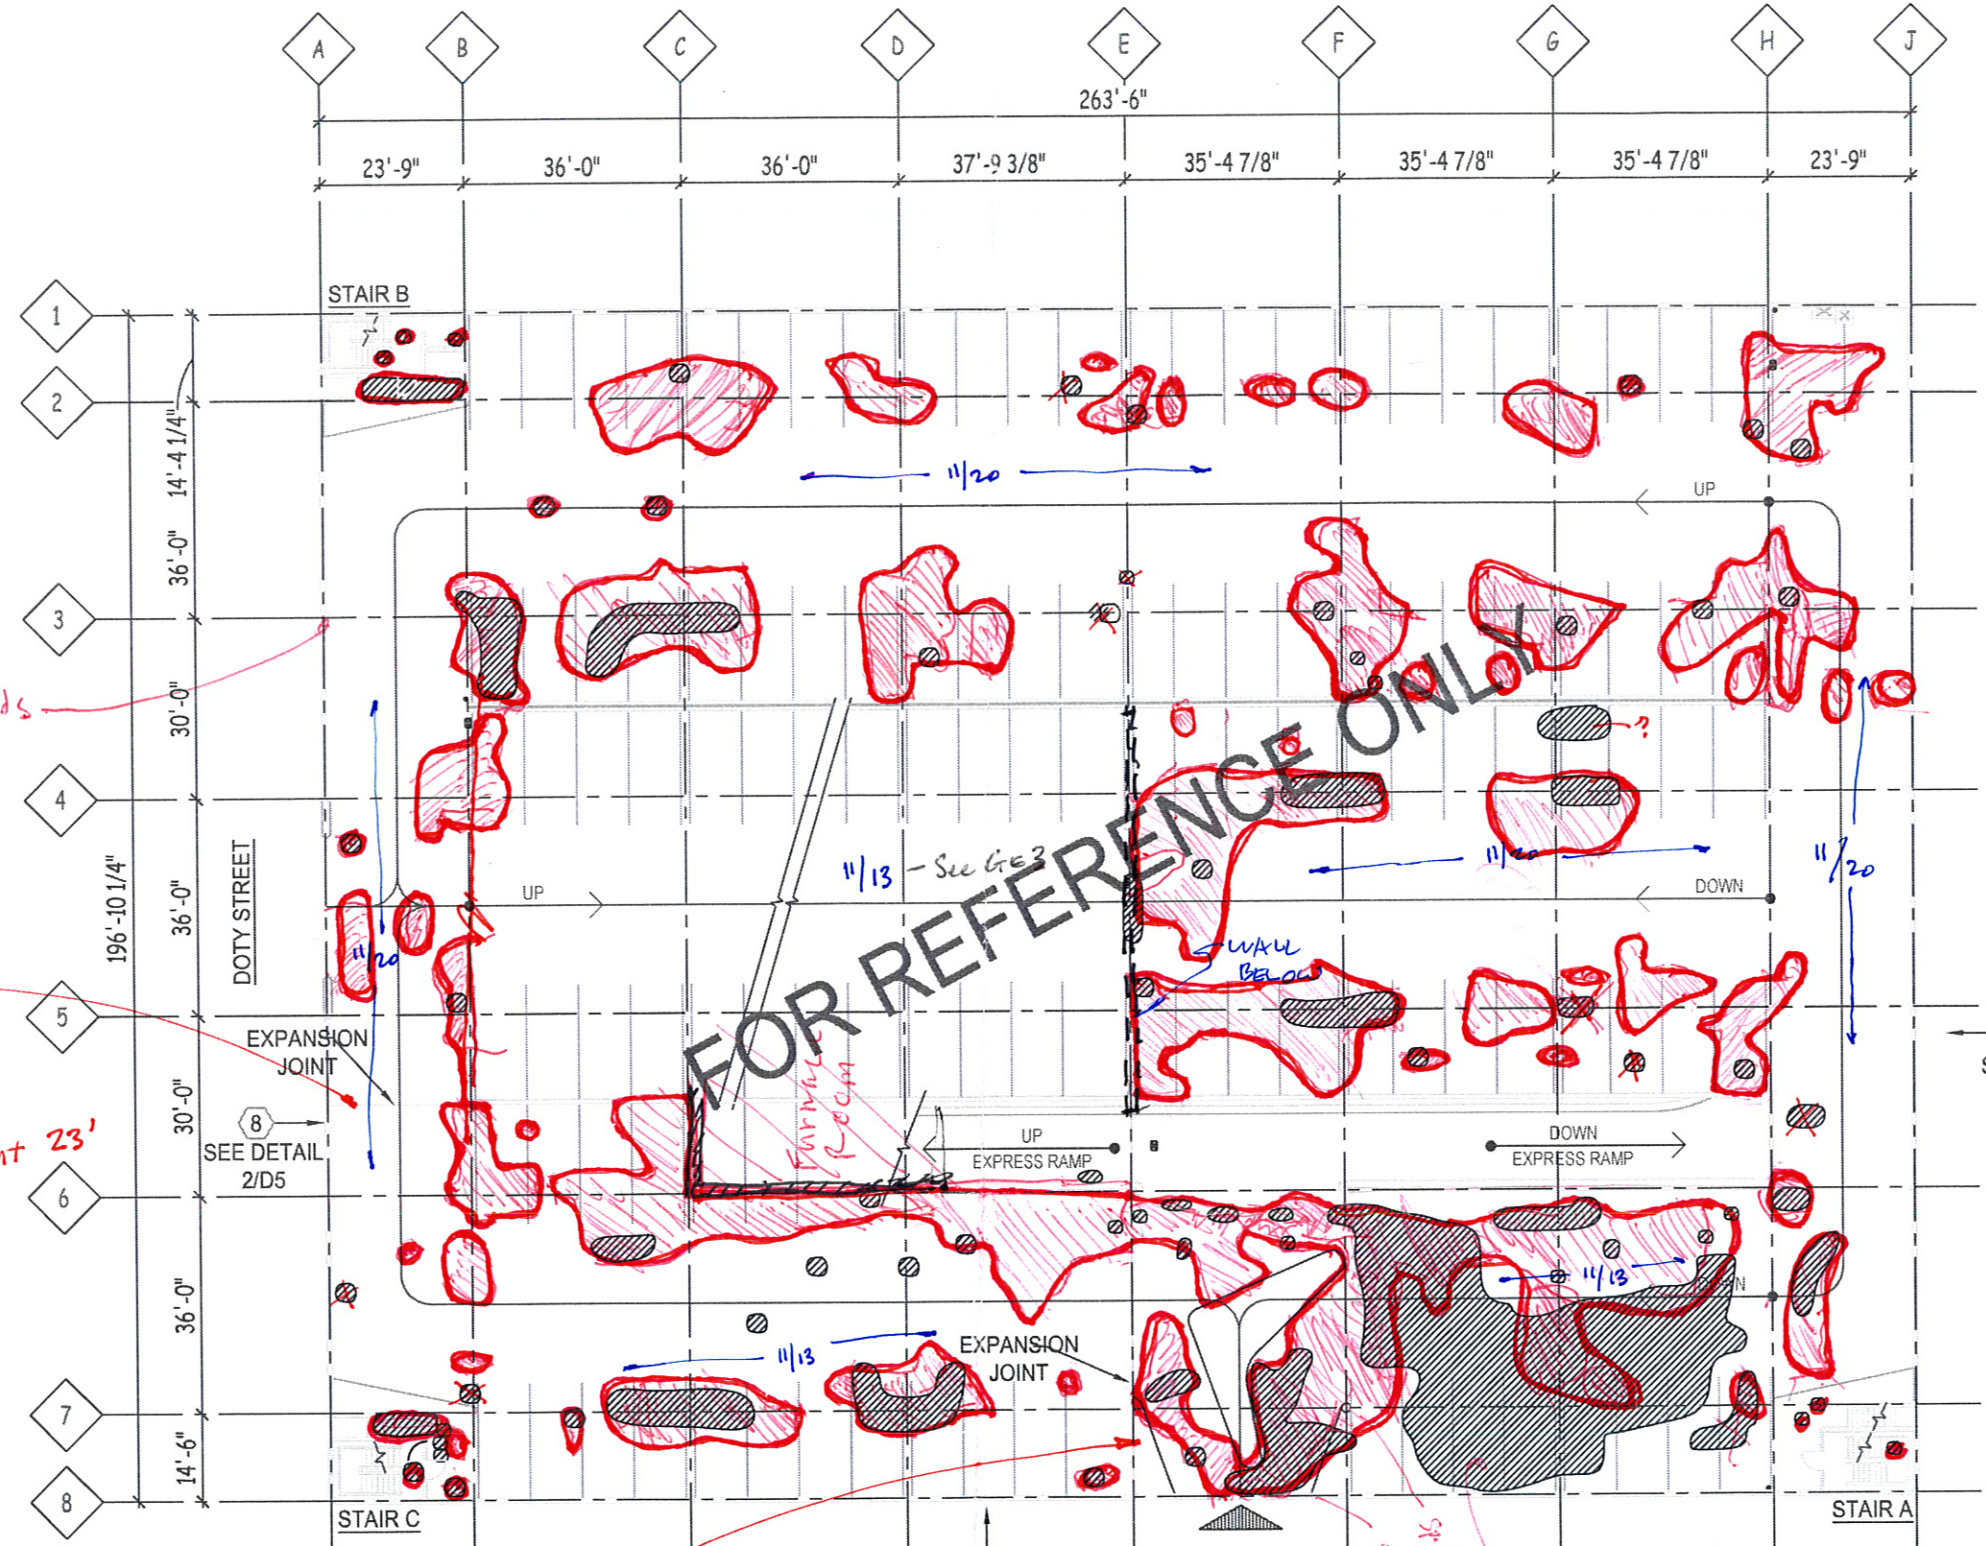 A B C D E F G H J
263'-6"
23'-9" 36'-0" 36'-0" 37'-9 3/8" 35'-4 7/8" 35'-4 7/8" 35'-4 7/8" 23'-9"
STAIR B
1
2
14'-4 1/4"
11/20
UP
36'-0"
3
30'-0"
?
4
DOTY STREET
196'-10 1/4"
36'-0"
11/13 - See GE3
11/20
11/20
UP
DOWN
11/20
WALL
BELOW
FOR REFERENCE ONLY
5
EXPANSION
JOINT
Furnace
Room
30'-0"
8
SEE DETAIL
2/D5
23'
UP
EXPRESS RAMP
DOWN
EXPRESS RAMP
6
36'-0"
11/13
DOWN
11/13
EXPANSION
JOINT
7
14'-6"
8
STAIR C
STAIR A